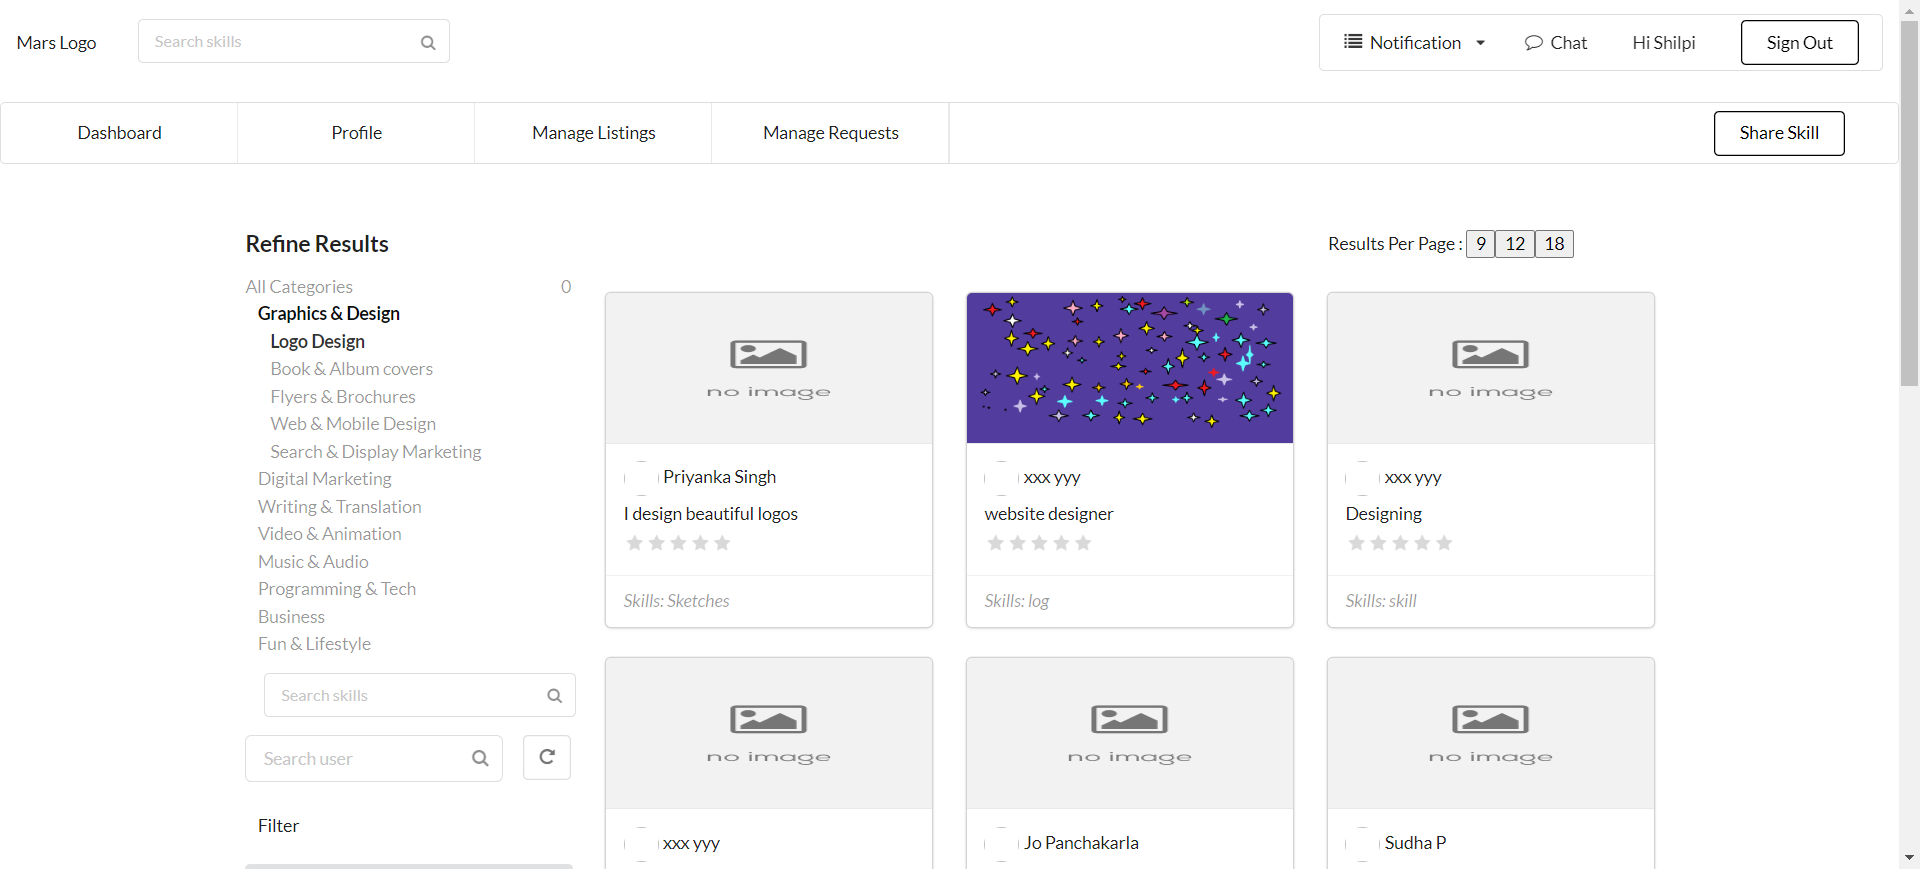 Mars Logo
Search skills
Notification
Chat
Hi Shilpi
Sign Out
Dashboard
Profile
Manage Listings
Manage Requests
Share Skill
Refine Results
Results Per Page : 9 12 18
All Categories 0
Graphics & Design
Logo Design
Book & Album covers
Flyers & Brochures
Web & Mobile Design
Search & Display Marketing
Digital Marketing
Writing & Translation
Video & Animation
Music & Audio
Programming & Tech
Business
Fun & Lifestyle
Search skills
Search user
Filter
no image
Priyanka Singh
I design beautiful logos
Skills: Sketches
xxx yyy
website designer
Skills: log
no image
xxx yyy
Designing
Skills: skill
no image
xxx yyy
no image
Jo Panchakarla
no image
Sudha P